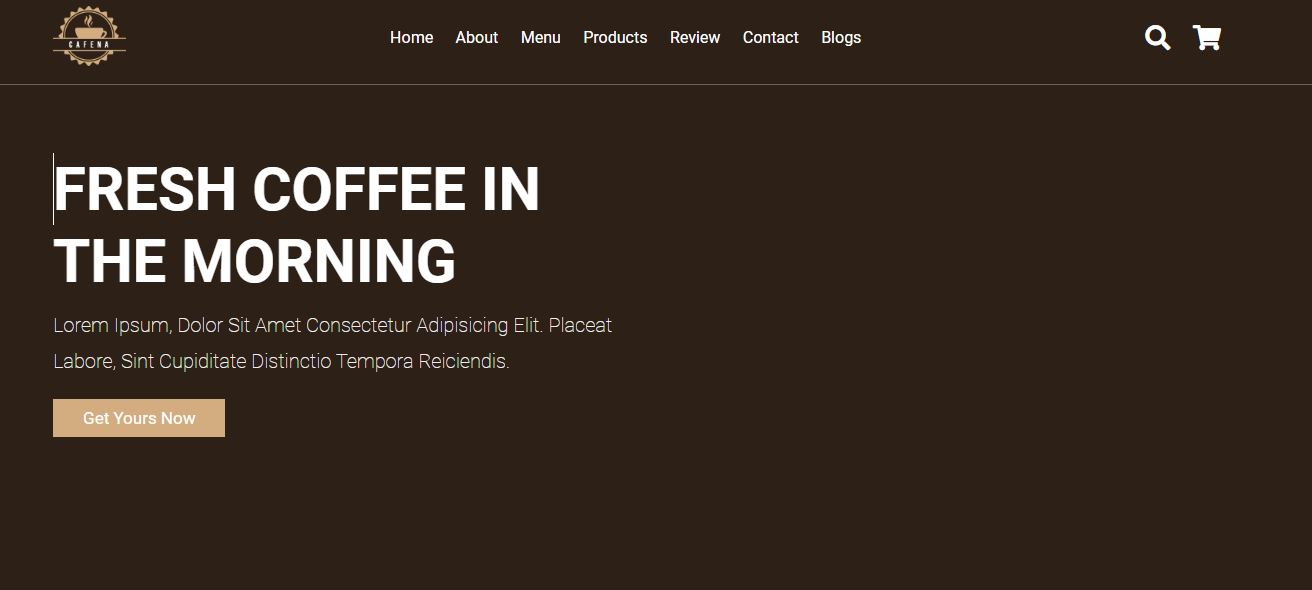 CAFENA
Home About Menu Products Review Contact Blogs
FRESH COFFEE IN
THE MORNING
Lorem Ipsum, Dolor Sit Amet Consectetur Adipisicing Elit. Placeat
Labore, Sint Cupiditate Distinctio Tempora Reiciendis.
Get Yours Now